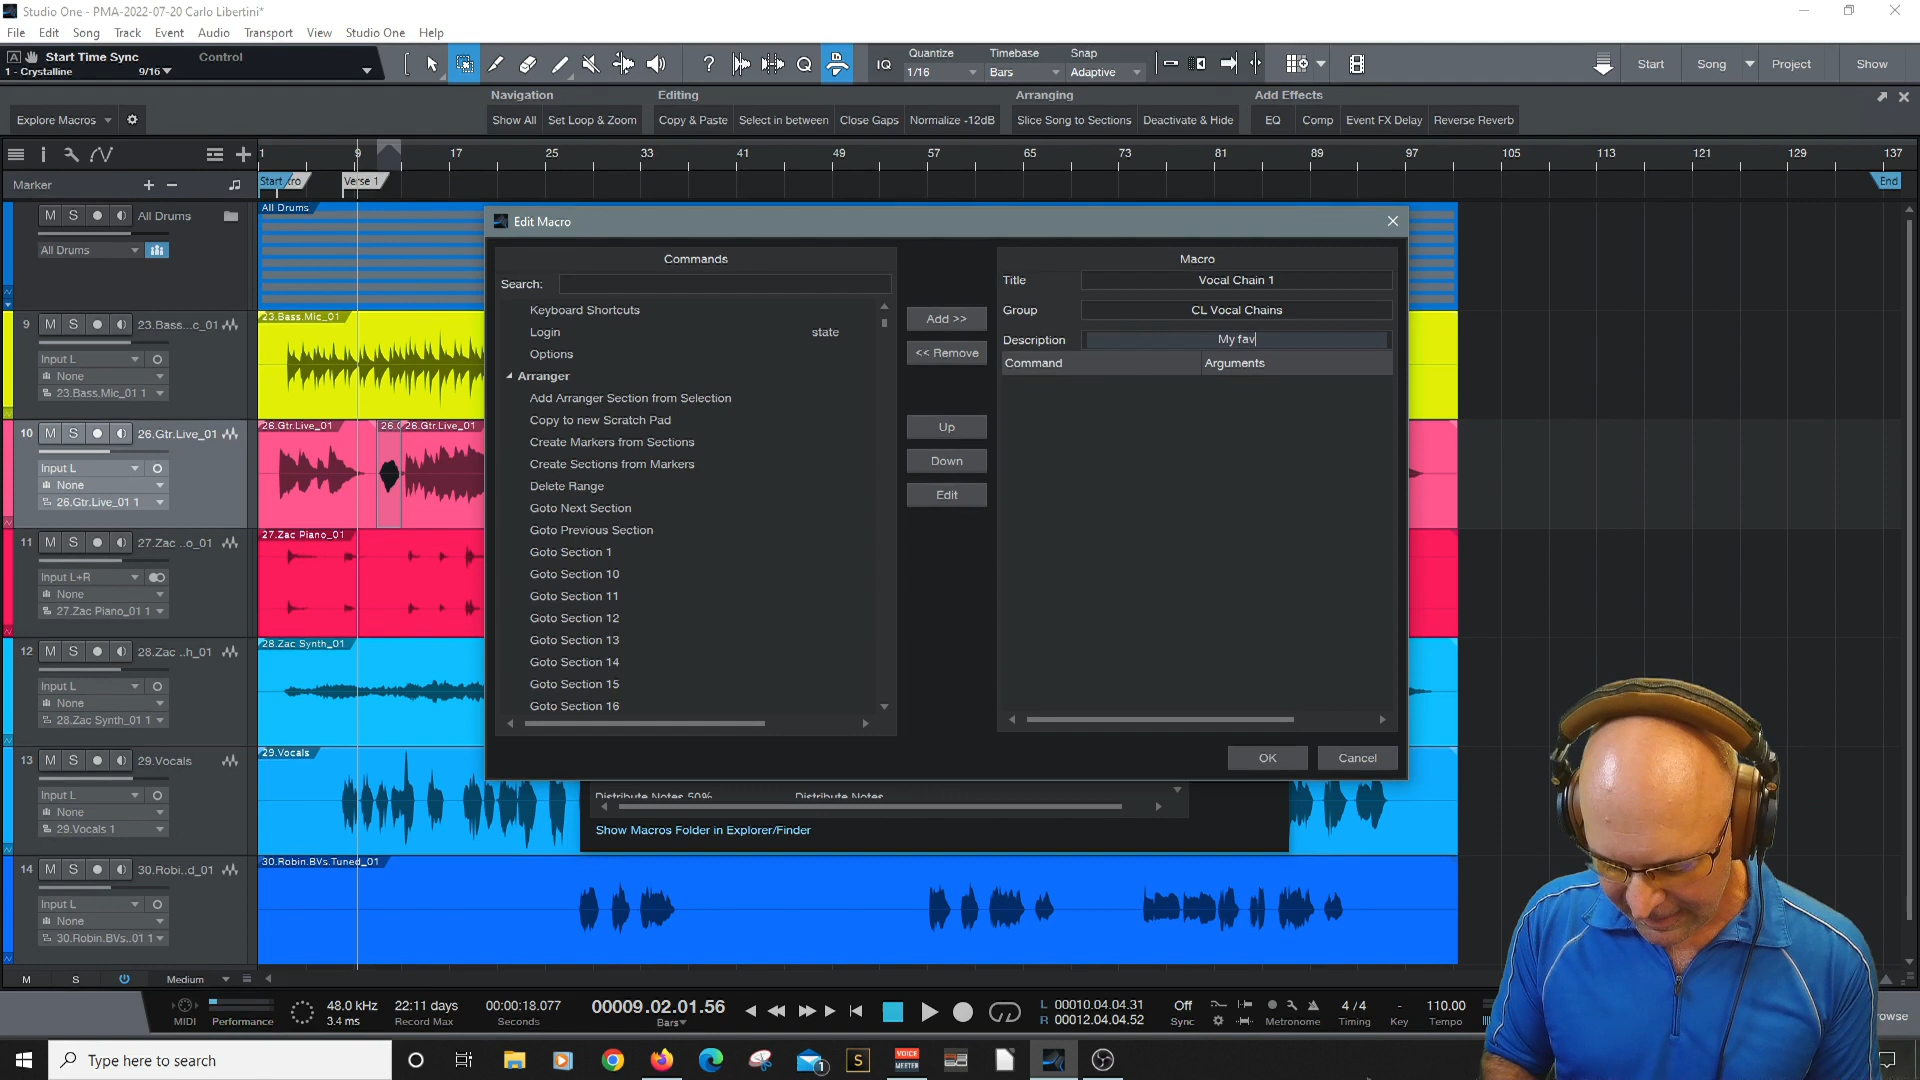 Studio One - PMA-2022-07-20 Carlo Libertini*
File Edit Song Track Event Audio Transport View Studio One Help
A Start Time Sync Control
1 - Crystalline 9/16
? IQ
Quantize Timebase Snap
1/16 Bars Adaptive
Start Song Project Show
Navigation Editing Arranging Add Effects
Explore Macros Show All Set Loop & Zoom Copy & Paste Select in between Close Gaps Normalize -12dB Slice Song to Sections Deactivate & Hide EQ Comp Event FX Delay Reverse Reverb
1 9 17 25 33 41 49 57 65 73 81 89 97 105 113 121 129 137
Marker Start Verse 1 End
M S All Drums
All Drums
All Drums
9 M S 23.Bass...c_01
Input L
None
23.Bass.Mic_01 1
23.Bass.Mic_01
10 M S 26.Gtr.Live_01
Input L
None
26.Gtr.Live_01 1
26.Gtr.Live_01 26.Gtr.Live_01
11 M S 27.Zac ..o_01
Input L+R
None
27.Zac Piano_01 1
27.Zac Piano_01
12 M S 28.Zac ..h_01
Input L
None
28.Zac Synth_01 1
28.Zac Synth_01
13 M S 29.Vocals
Input L
None
29.Vocals 1
29.Vocals
14 M S 30.Robi..d_01
Input L
None
30.Robin.BVs..01 1
30.Robin.BVs.Tuned_01
Edit Macro
Commands
Search:
Keyboard Shortcuts
Login state
Options
Arranger
Add Arranger Section from Selection
Copy to new Scratch Pad
Create Markers from Sections
Create Sections from Markers
Delete Range
Goto Next Section
Goto Previous Section
Goto Section 1
Goto Section 10
Goto Section 11
Goto Section 12
Goto Section 13
Goto Section 14
Goto Section 15
Goto Section 16
Add >>
<< Remove
Up
Down
Edit
Macro
Title Vocal Chain 1
Group CL Vocal Chains
Description My fav
Command Arguments
OK Cancel
Distribute Notes 50% Distribute Notes
Show Macros Folder in Explorer/Finder
M S Medium
MIDI Performance
48.0 kHz
3.4 ms
22:11 days
Record Max
00:00:18.077
Seconds
00009.02.01.56
Bars
L 00010.04.04.31
R 00012.04.04.52
Off
Sync
Metronome
4 / 4
Timing
-
Key
110.00
Tempo
Type here to search
1
S
VOICE
MEETER